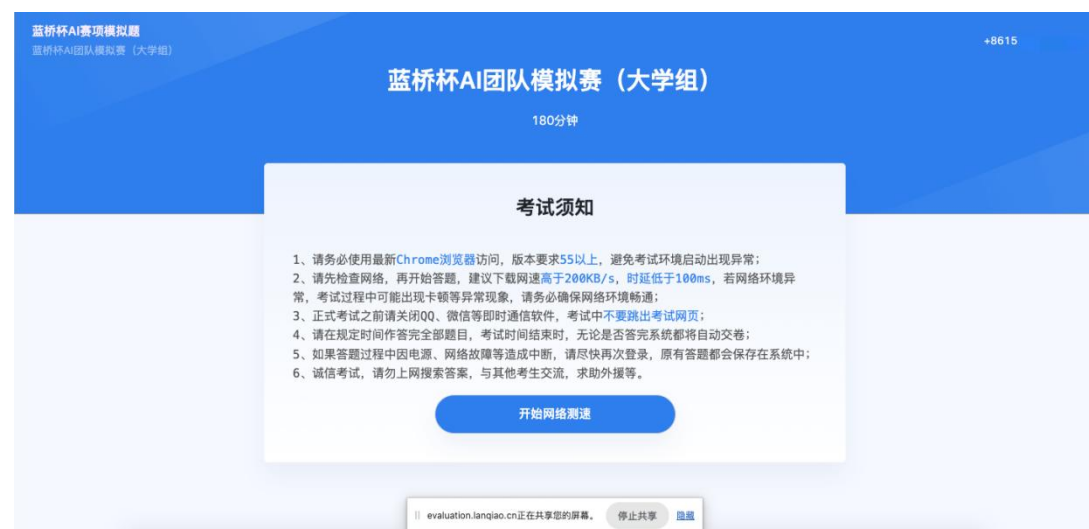 蓝桥杯AI赛项模拟题
蓝桥杯AI团队模拟赛（大学组）
+8615
蓝桥杯AI团队模拟赛（大学组）
180分钟
考试须知
1、请务必使用最新Chrome浏览器访问，版本要求55以上，避免考试环境启动出现异常；
2、请先检查网络，再开始答题，建议下载网速高于200KB/s，时延低于100ms，若网络环境异
常，考试过程中可能出现卡顿等异常现象，请务必确保网络环境畅通；
3、正式考试之前请关闭QQ、微信等即时通信软件，考试中不要跳出考试网页；
4、请在规定时间作答完全部题目，考试时间结束时，无论是否答完系统都将自动交卷；
5、如果答题过程中因电源、网络故障等造成中断，请尽快再次登录，原有答题都会保存在系统中；
6、诚信考试，请勿上网搜索答案，与其他考生交流，求助外援等。
开始网络测速
evaluation.lanqiao.cn正在共享您的屏幕。 停止共享 隐藏